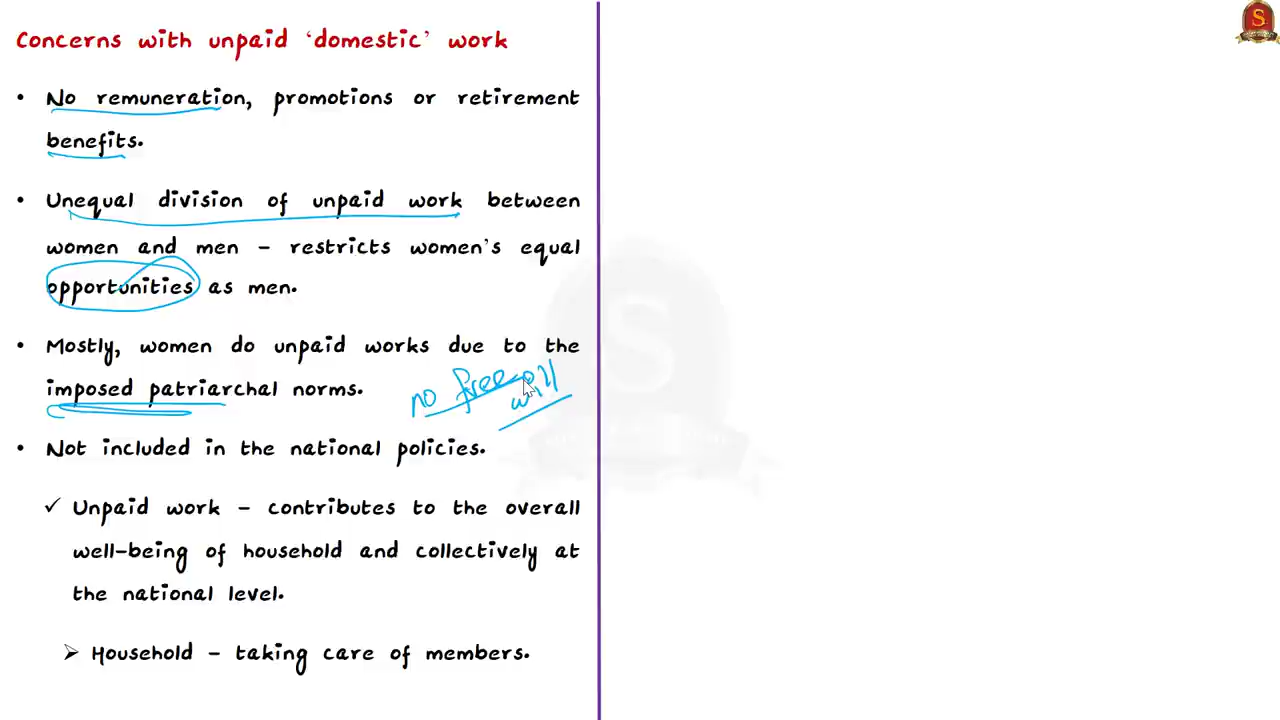 Concerns with unpaid ‘domestic’ work
• No remuneration, promotions or retirement
benefits.
• Unequal division of unpaid work between
women and men – restricts women's equal
opportunities as men.
• Mostly, women do unpaid works due to the
imposed patriarchal norms.
no free will
• Not included in the national policies.
✓ Unpaid work – contributes to the overall
well-being of household and collectively at
the national level.
➢ Household – taking care of members.
S
S